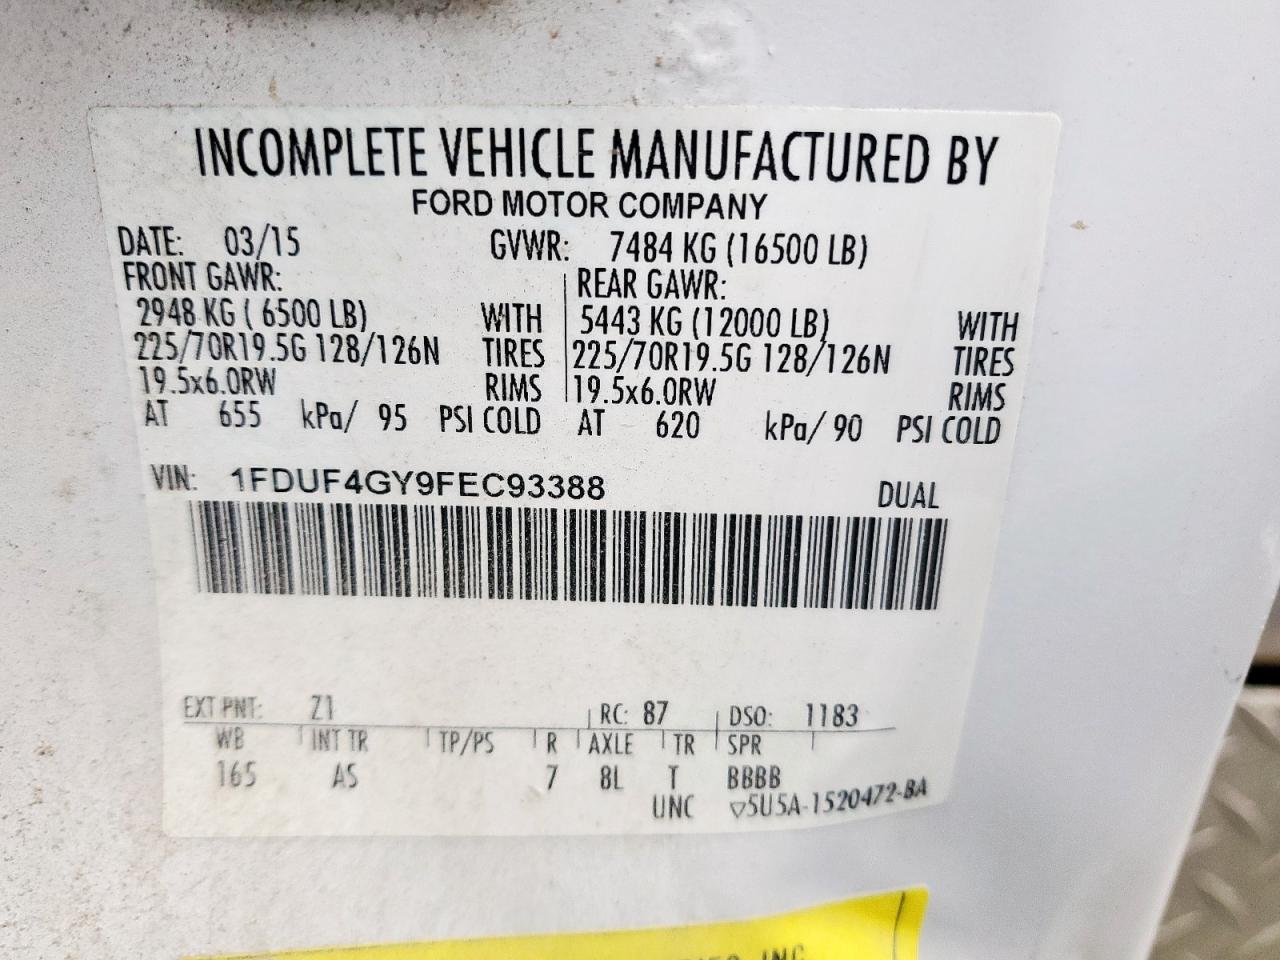 INCOMPLETE VEHICLE MANUFACTURED BY
FORD MOTOR COMPANY
DATE: 03/15 GVWR: 7484 KG (16500 LB)
FRONT GAWR: REAR GAWR:
2948 KG ( 6500 LB) WITH 5443 KG (12000 LB) WITH
225/70R19.5G 128/126N TIRES 225/70R19.5G 128/126N TIRES
19.5x6.0RW RIMS 19.5x6.0RW RIMS
AT 655 kPa/ 95 PSI COLD AT 620 kPa/ 90 PSI COLD
VIN: 1FDUF4GY9FEC93388 DUAL
EXT PNT: Z1 RC: 87 DSO: 1183
WB INT TR TP/PS R AXLE TR SPR
165 AS 7 8L T BBBB
UNC ▽5U5A-1520472-BA
INC